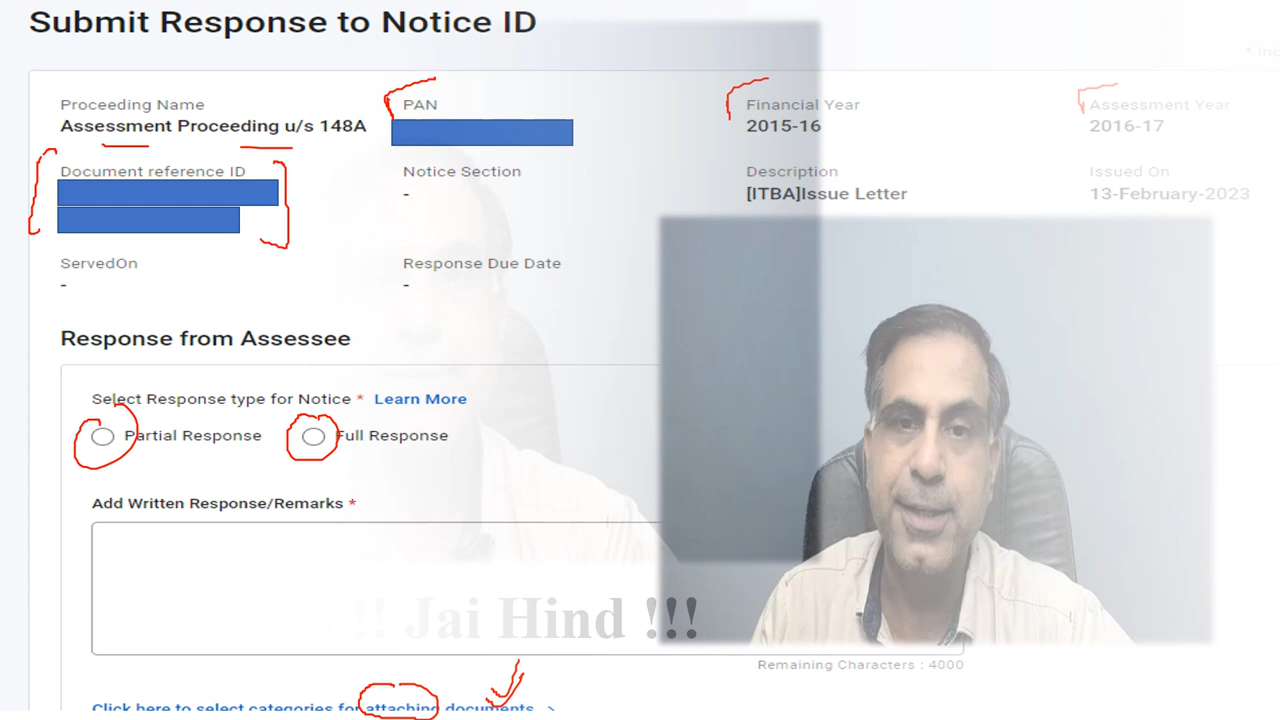 Submit Response to Notice ID
Proceeding Name
Assessment Proceeding u/s 148A
PAN
Financial Year
2015-16
Assessment Year
2016-17
Document reference ID
Notice Section
-
Description
[ITBA]Issue Letter
Issued On
13-February-2023
ServedOn
-
Response Due Date
-
Response from Assessee
Select Response type for Notice * Learn More
Partial Response
Full Response
Add Written Response/Remarks *
!! Jai Hind !!!
Remaining Characters : 4000
Click here to select categories for attaching documents >